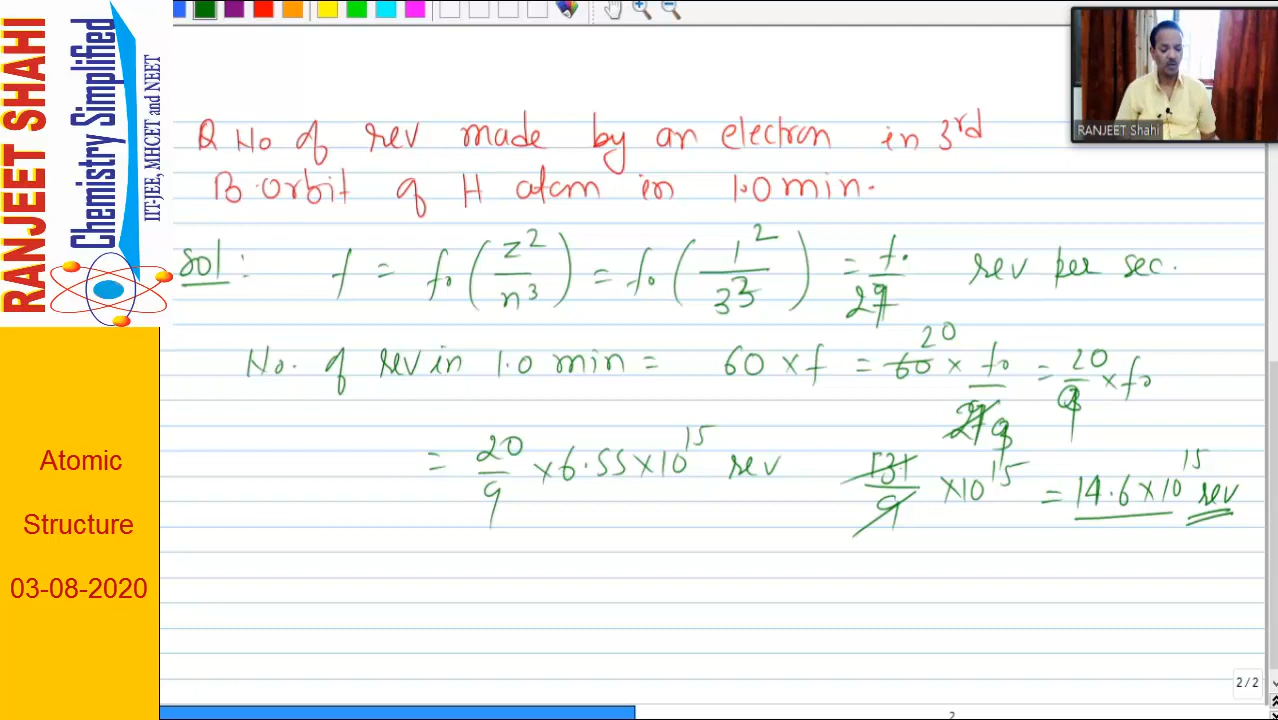 RANJEET SHAHI
Chemistry Simplified
IIT-JEE, MHCET and NEET
Atomic
Structure
03-08-2020
RANJEET Shahi
Q No of rev made by an electron in 3rd
B.orbit of H atom in 1.0 min.
Sol: f = f₀ (z²/n³) = f₀ (1²/3³) = f₀/27 rev per sec.
No. of rev in 1.0 min = 60 × f = 60 20 × f₀/27 9 = 20/9 × f₀
= 20/9 × 6.55 × 10¹⁵ rev 131/9 × 10¹⁵ = 14.6 × 10¹⁵ rev
2/2
2